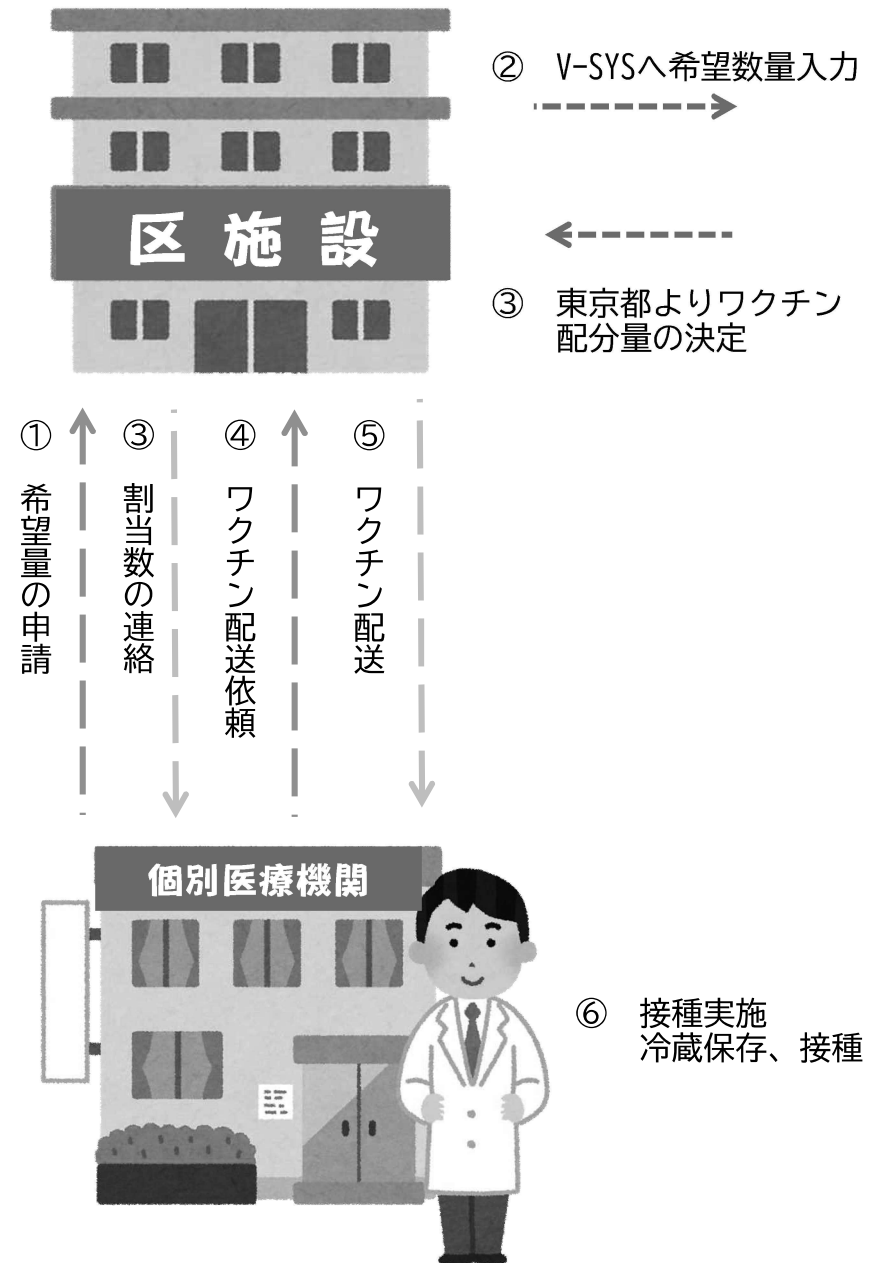 ② V-SYSへ希望数量入力
区施設
③ 東京都よりワクチン
配分量の決定
① 希望量の申請
③ 割当数の連絡
④ ワクチン配送依頼
⑤ ワクチン配送
個別医療機関
⑥ 接種実施
冷蔵保存、接種